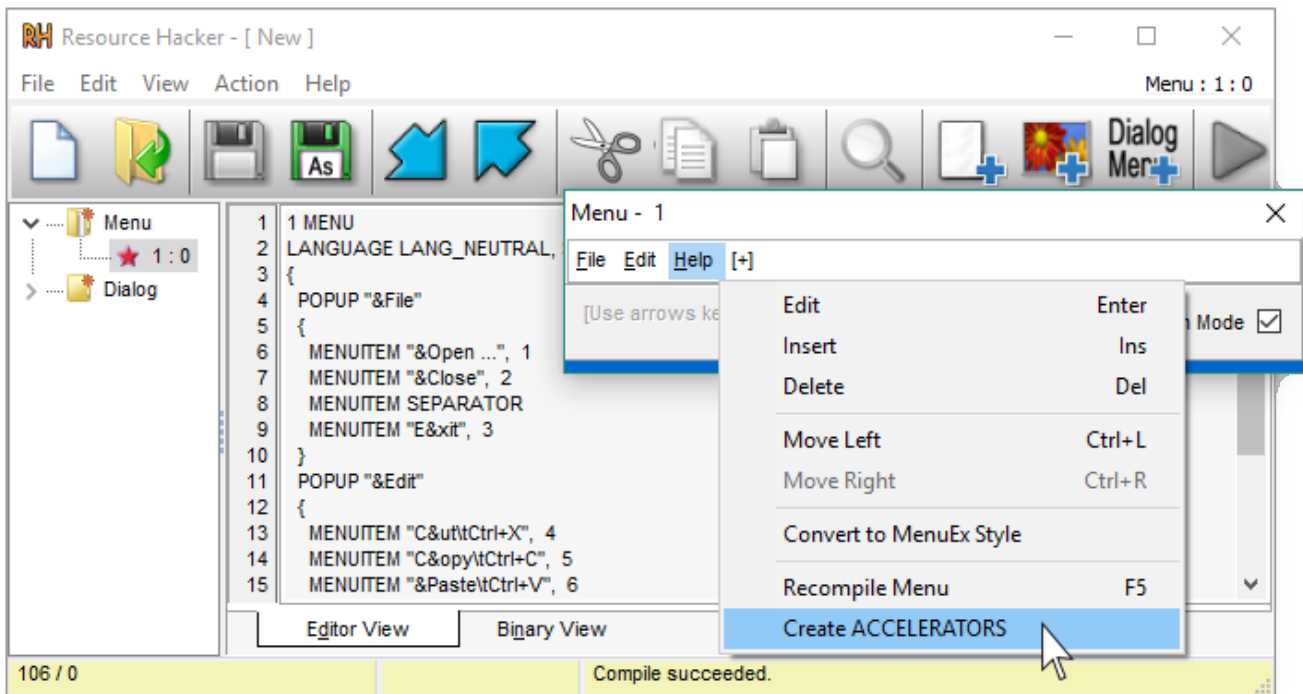 RH Resource Hacker - [ New ]
File Edit View Action Help Menu : 1 : 0
As
Dialog
Menu
Menu
1 : 0
Dialog
1 1 MENU
2 LANGUAGE LANG_NEUTRAL,
3 {
4 POPUP "&File"
5 {
6 MENUITEM "&Open ...", 1
7 MENUITEM "&Close", 2
8 MENUITEM SEPARATOR
9 MENUITEM "E&xit", 3
10 }
11 POPUP "&Edit"
12 {
13 MENUITEM "C&ut\tCtrl+X", 4
14 MENUITEM "C&opy\tCtrl+C", 5
15 MENUITEM "&Paste\tCtrl+V", 6
Menu - 1
File Edit Help [+]
[Use arrows Mode
Edit Enter
Insert Ins
Delete Del
Move Left Ctrl+L
Move Right Ctrl+R
Convert to MenuEx Style
Recompile Menu F5
Create ACCELERATORS
Editor View Binary View
106 / 0 Compile succeeded.